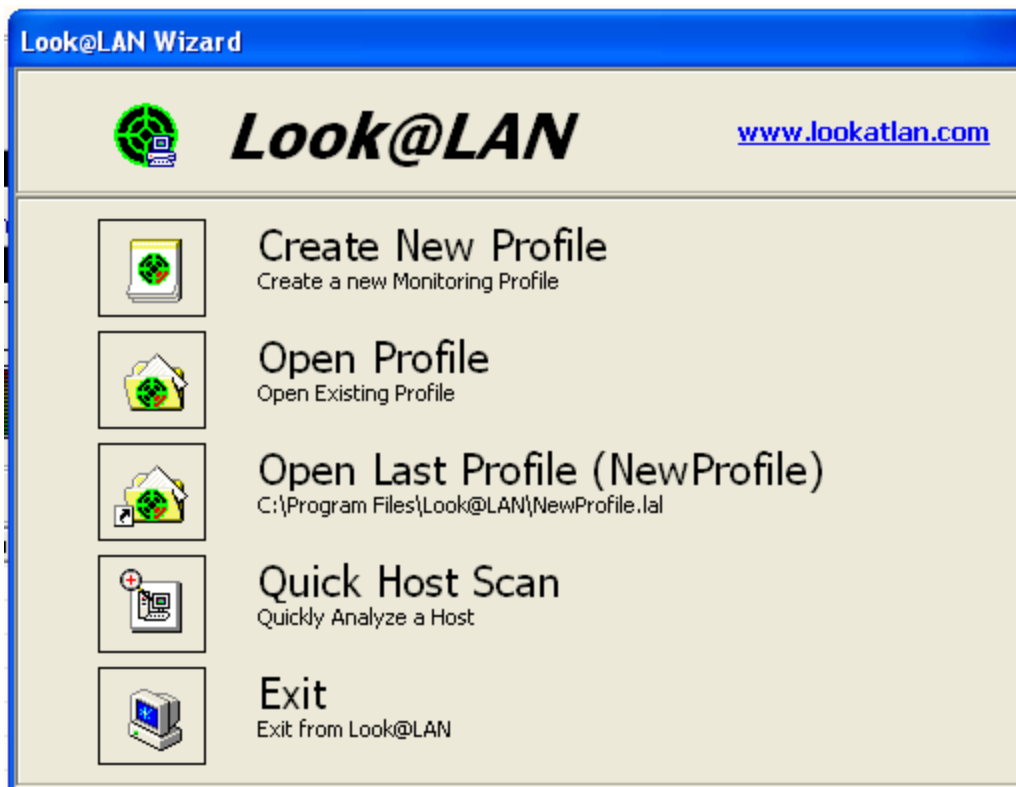 Look@LAN Wizard
Look@LAN
www.lookatlan.com
Create New Profile
Create a new Monitoring Profile
Open Profile
Open Existing Profile
Open Last Profile (NewProfile)
C:\Program Files\Look@LAN\NewProfile.lal
Quick Host Scan
Quickly Analyze a Host
Exit
Exit from Look@LAN